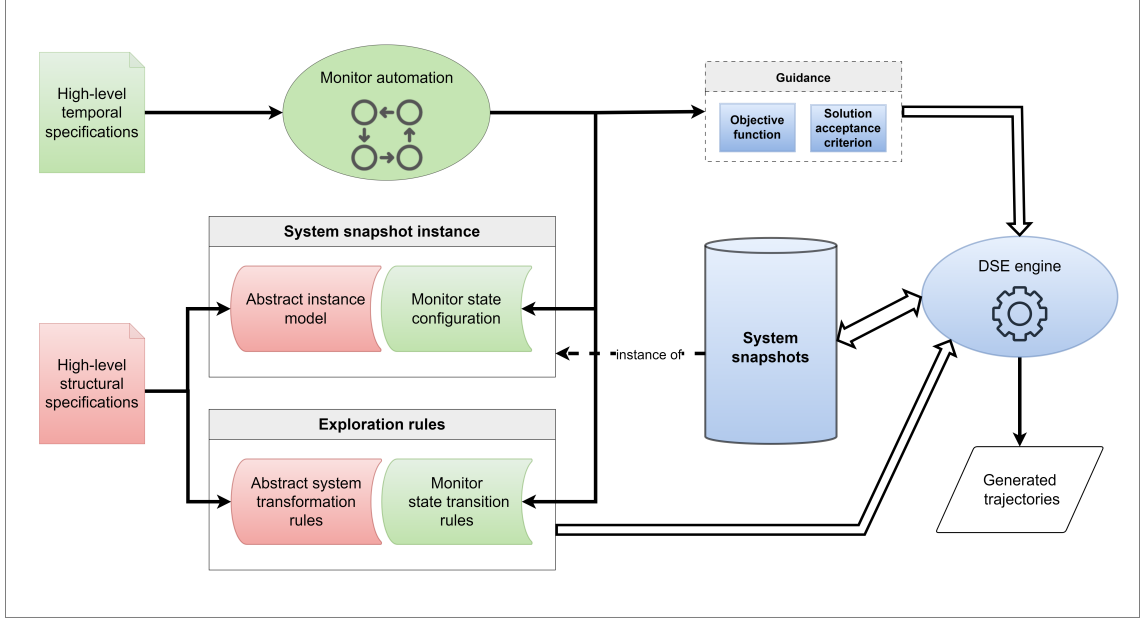 High-level
temporal
specifications
Monitor automation
Guidance
Objective
function
Solution
acceptance
criterion
System snapshot instance
Abstract instance
model
Monitor state
configuration
High-level
structural
specifications
instance of
System
snapshots
DSE engine
Exploration rules
Abstract system
transformation
rules
Monitor
state transition
rules
Generated
trajectories